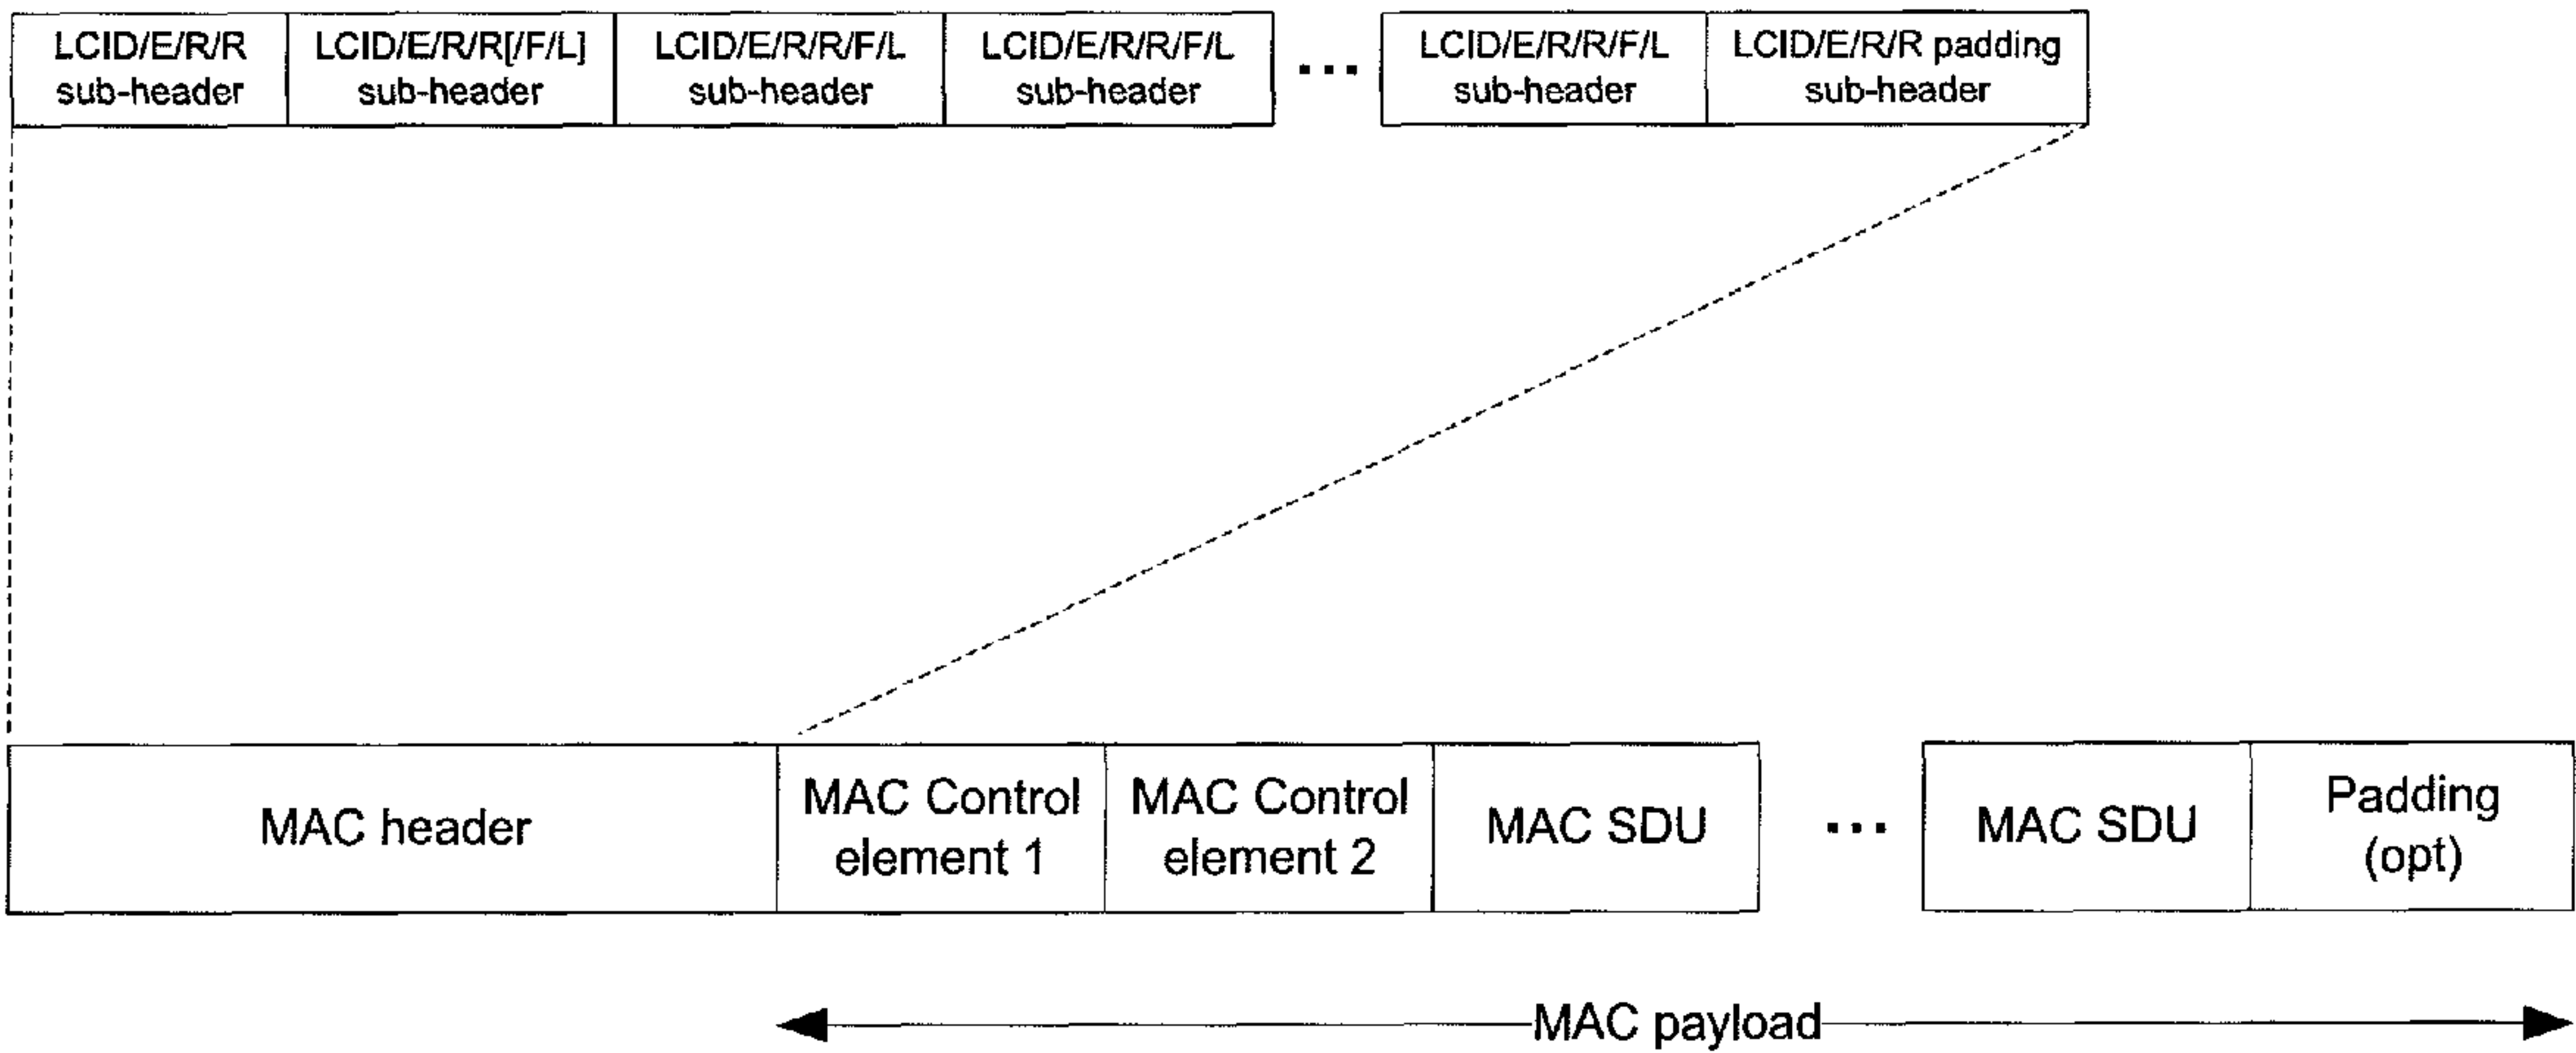 LCID/E/R/R
sub-header
LCID/E/R/R[/F/L]
sub-header
LCID/E/R/R/F/L
sub-header
LCID/E/R/R/F/L
sub-header
...
LCID/E/R/R/F/L
sub-header
LCID/E/R/R padding
sub-header
MAC header
MAC Control
element 1
MAC Control
element 2
MAC SDU
...
MAC SDU
Padding
(opt)
MAC payload